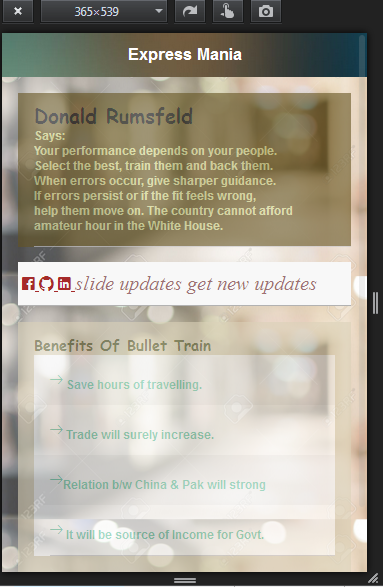 365×539
Express Mania
Donald Rumsfeld
Says:
Your performance depends on your people.
Select the best, train them and back them.
When errors occur, give sharper guidance.
If errors persist or if the fit feels wrong,
help them move on. The country cannot afford
amateur hour in the White House.
slide updates get new updates
Benefits Of Bullet Train
Save hours of travelling.
Trade will surely increase.
Relation b/w China & Pak will strong
It will be source of Income for Govt.